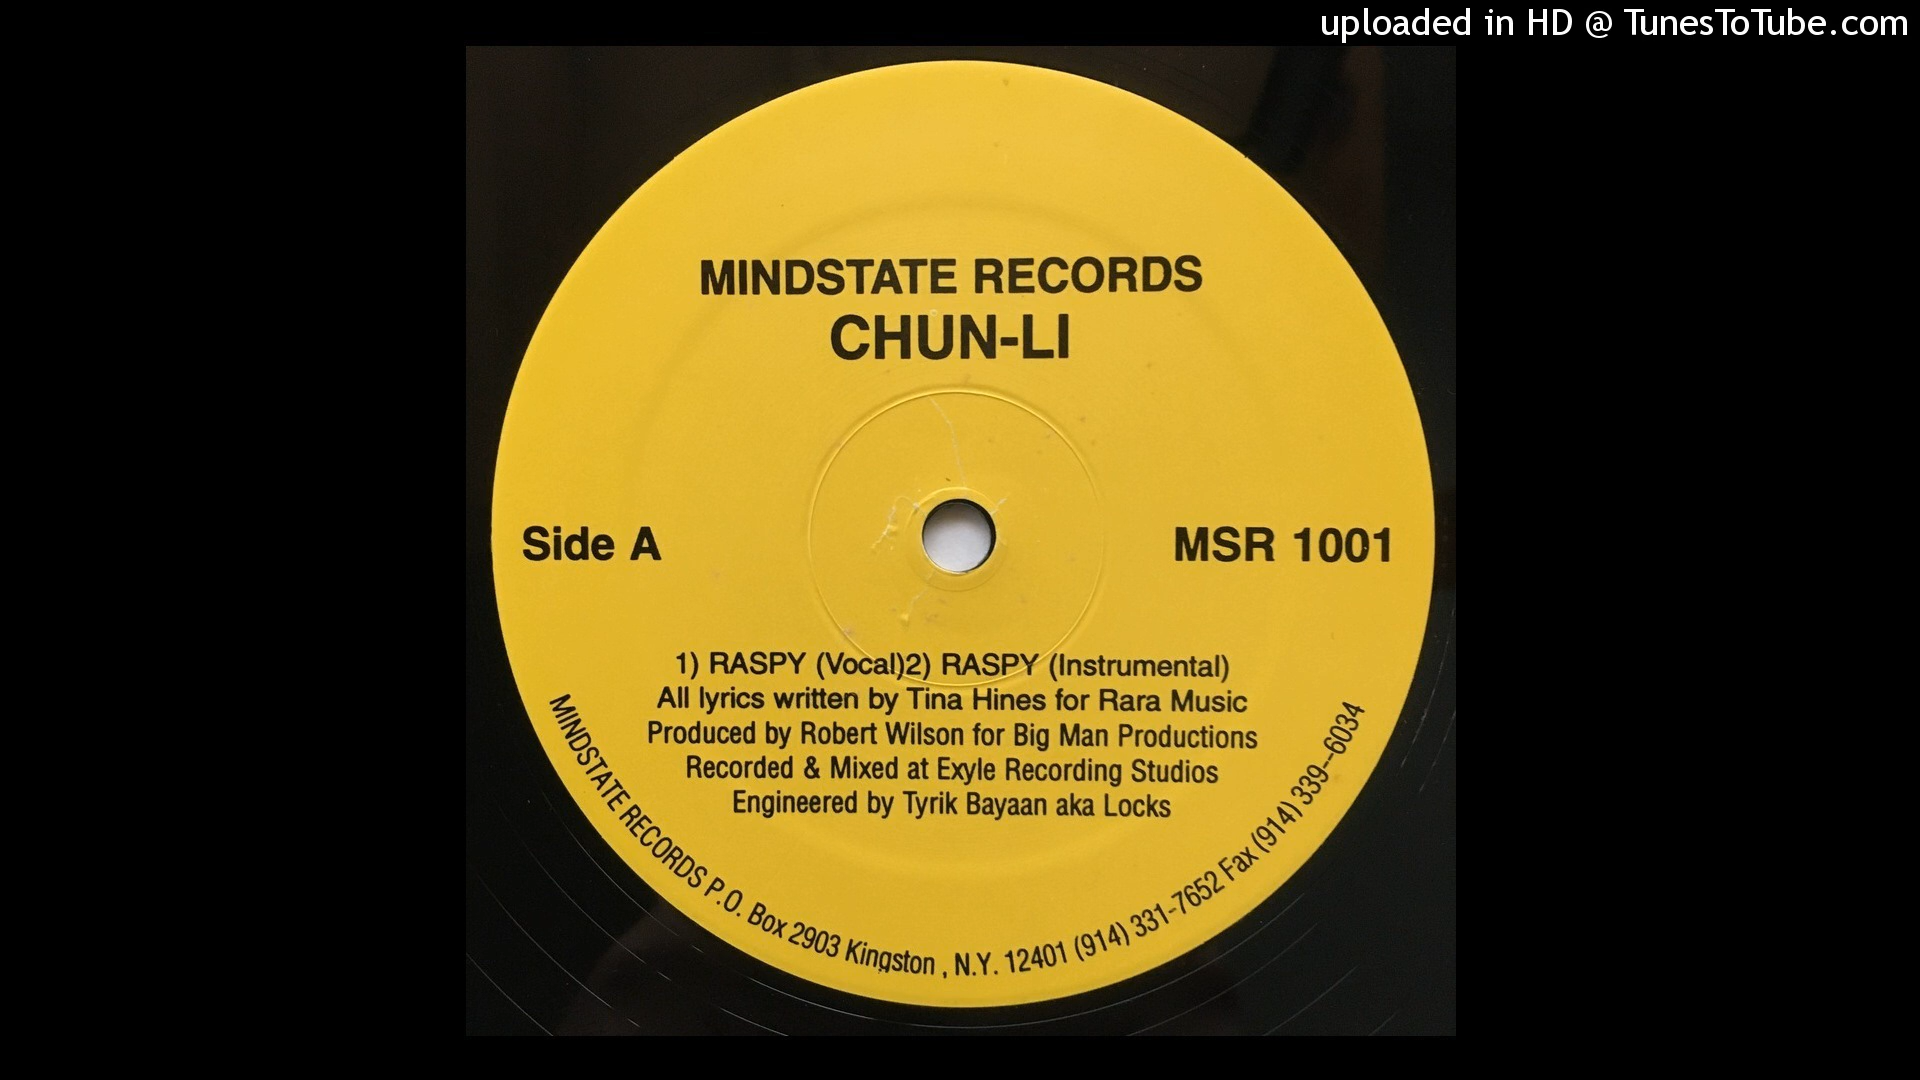 uploaded in HD @ TunesToTube.com
MINDSTATE RECORDS
CHUN-LI
Side A
MSR 1001
1) RASPY (Vocal)2) RASPY (Instrumental)
All lyrics written by Tina Hines for Rara Music
Produced by Robert Wilson for Big Man Productions
Recorded & Mixed at Exyle Recording Studios
Engineered by Tyrik Bayaan aka Locks
MINDSTATE RECORDS P.O. Box 2903 Kingston , N.Y. 12401 (914) 331-7652 Fax (914) 339--6034